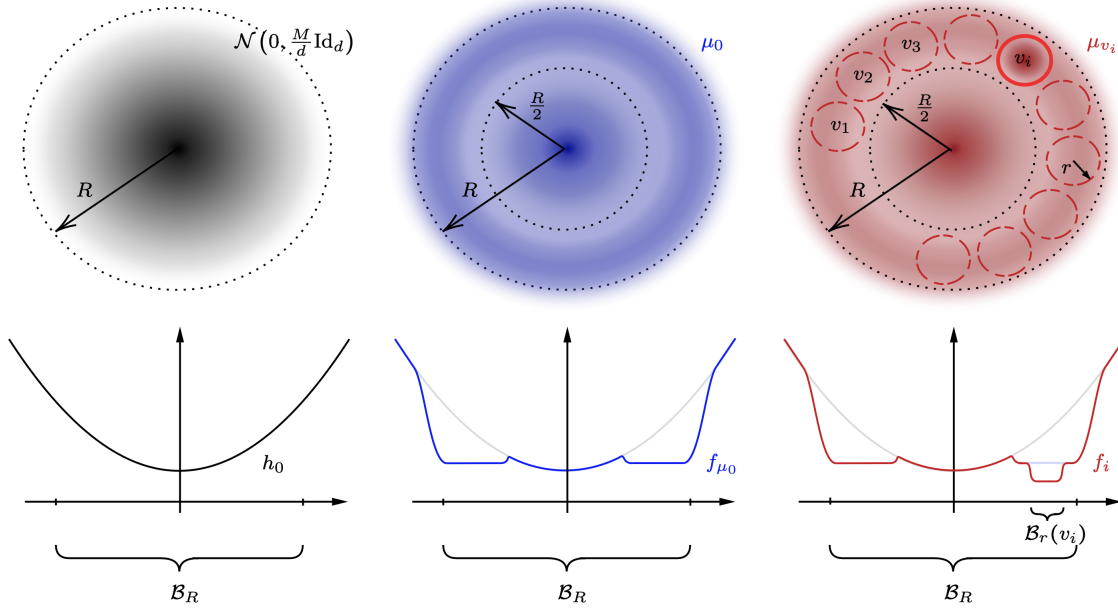 𝒩(0, M/d Id_d)
R
μ₀
R/2
R
μ_{v_i}
v₁
v₂
v₃
v_i
R/2
r
R
h₀
ℬ_R
f_{μ₀}
ℬ_R
f_i
ℬ_r(v_i)
ℬ_R